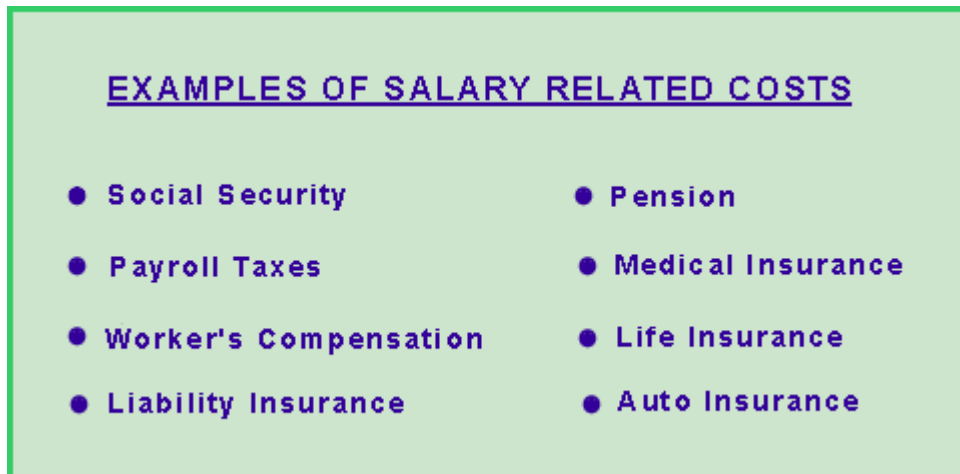 EXAMPLES OF SALARY RELATED COSTS
• Social Security
• Payroll Taxes
• Worker's Compensation
• Liability Insurance
• Pension
• Medical Insurance
• Life Insurance
• Auto Insurance